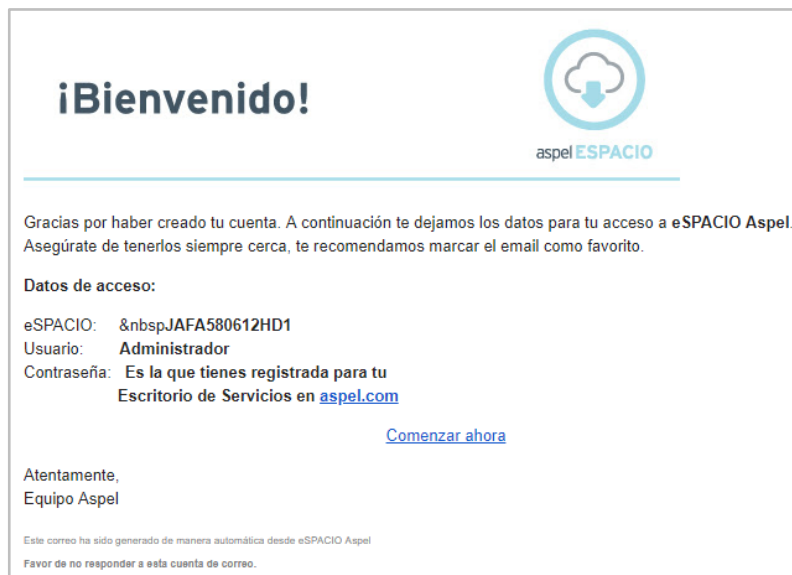 ¡Bienvenido!
aspel ESPACIO
Gracias por haber creado tu cuenta. A continuación te dejamos los datos para tu acceso a eSPACIO Aspel.
Asegúrate de tenerlos siempre cerca, te recomendamos marcar el email como favorito.
Datos de acceso:
eSPACIO: &nbspJAFA580612HD1
Usuario: Administrador
Contraseña: Es la que tienes registrada para tu
Escritorio de Servicios en aspel.com
Comenzar ahora
Atentamente,
Equipo Aspel
Este correo ha sido generado de manera automática desde eSPACIO Aspel
Favor de no responder a esta cuenta de correo.